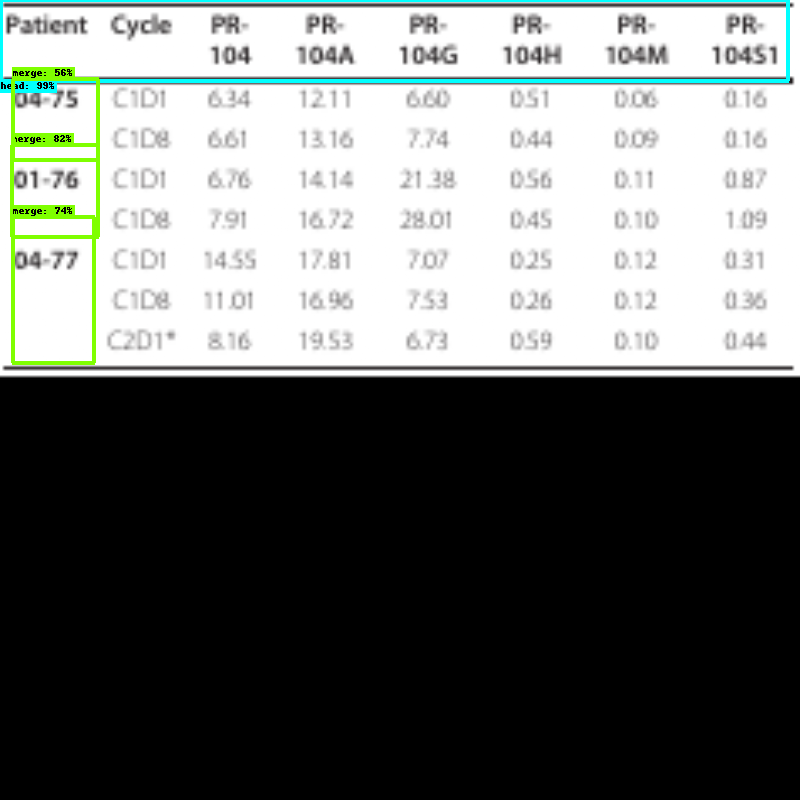 Patient Cycle PR-104 PR-104A PR-104G PR-104H PR-104M PR-104S1
merge: 56%
head: 99%
04-75 C1D1 6.34 12.11 6.60 0.51 0.06 0.16
merge: 82%
C1D8 6.61 13.16 7.74 0.44 0.09 0.16
01-76 C1D1 6.76 14.14 21.38 0.56 0.11 0.87
merge: 74%
C1D8 7.91 16.72 28.01 0.45 0.10 1.09
04-77 C1D1 14.55 17.81 7.07 0.25 0.12 0.31
C1D8 11.01 16.96 7.53 0.26 0.12 0.36
C2D1* 8.16 19.53 6.73 0.59 0.10 0.44